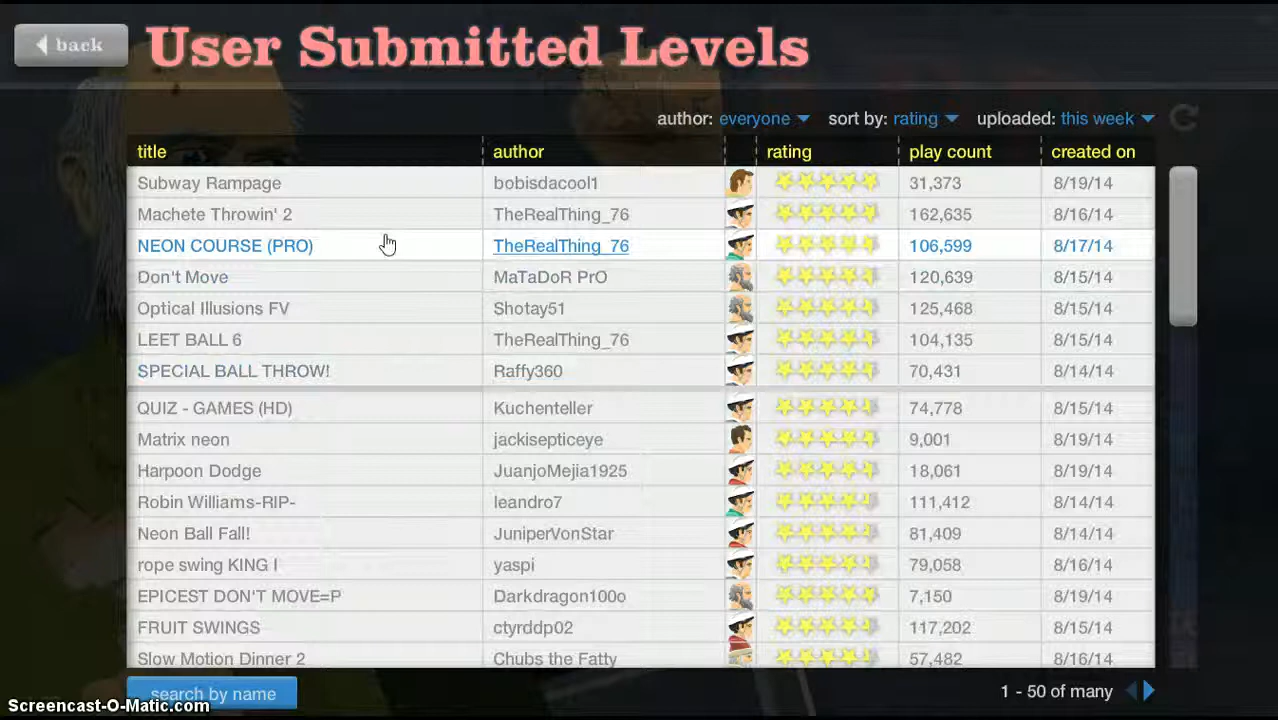 back
User Submitted Levels
author: everyone sort by: rating uploaded: this week
title author rating play count created on
Subway Rampage bobisdacool1 31,373 8/19/14
Machete Throwin' 2 TheRealThing_76 162,635 8/16/14
NEON COURSE (PRO) TheRealThing_76 106,599 8/17/14
Don't Move MaTaDoR PrO 120,639 8/15/14
Optical Illusions FV Shotay51 125,468 8/15/14
LEET BALL 6 TheRealThing_76 104,135 8/15/14
SPECIAL BALL THROW! Raffy360 70,431 8/14/14
QUIZ - GAMES (HD) Kuchenteller 74,778 8/15/14
Matrix neon jackisepticeye 9,001 8/19/14
Harpoon Dodge JuanjoMejia1925 18,061 8/19/14
Robin Williams-RIP- leandro7 111,412 8/14/14
Neon Ball Fall! JuniperVonStar 81,409 8/14/14
rope swing KING I yaspi 79,058 8/16/14
EPICEST DON'T MOVE=P Darkdragon100o 7,150 8/19/14
FRUIT SWINGS ctyrddp02 117,202 8/15/14
Slow Motion Dinner 2 Chubs the Fatty 57,482 8/16/14
search by name 1 - 50 of many
Screencast-O-Matic.com